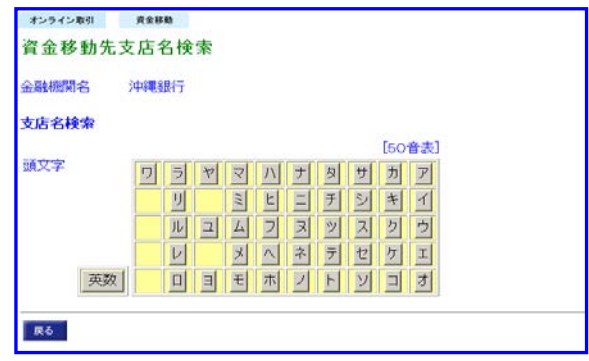 オンライン取引 資金移動
資金移動先支店名検索
金融機関名 沖縄銀行
支店名検索
[50音表]
頭文字
ワ ラ ヤ マ ハ ナ タ サ カ ア
リ ミ ヒ ニ チ シ キ イ
ル ユ ム フ ヌ ツ ス ク ウ
レ メ ヘ ネ テ セ ケ エ
英数 ロ ヨ モ ホ ノ ト ソ コ オ
戻る